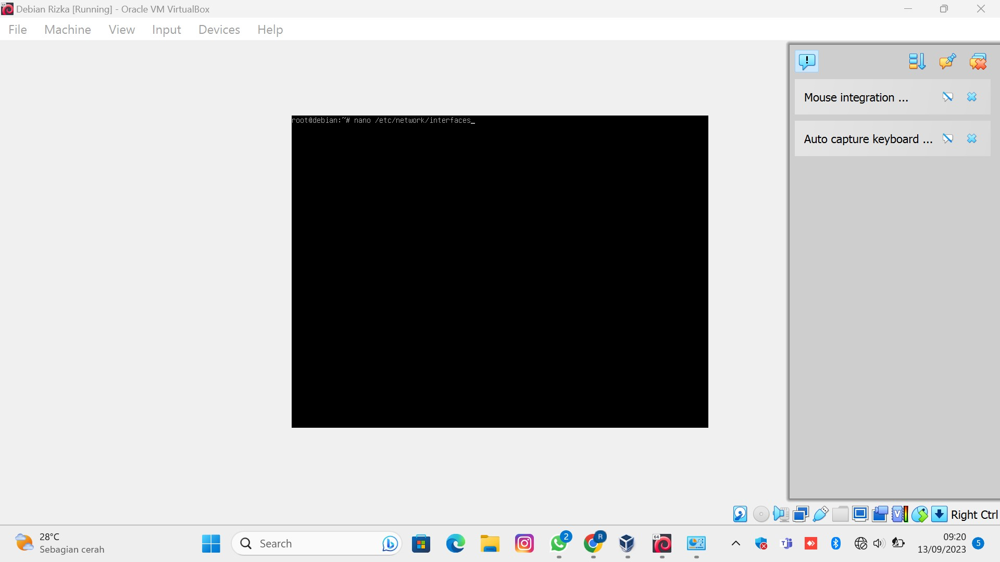 Debian Rizka [Running] - Oracle VM VirtualBox
File Machine View Input Devices Help
Mouse integration ...
Auto capture keyboard ...
root@debian:~# nano /etc/network/interfaces_
Right Ctrl
28°C
Sebagian cerah
Search
2
R
64
09:20
13/09/2023
5